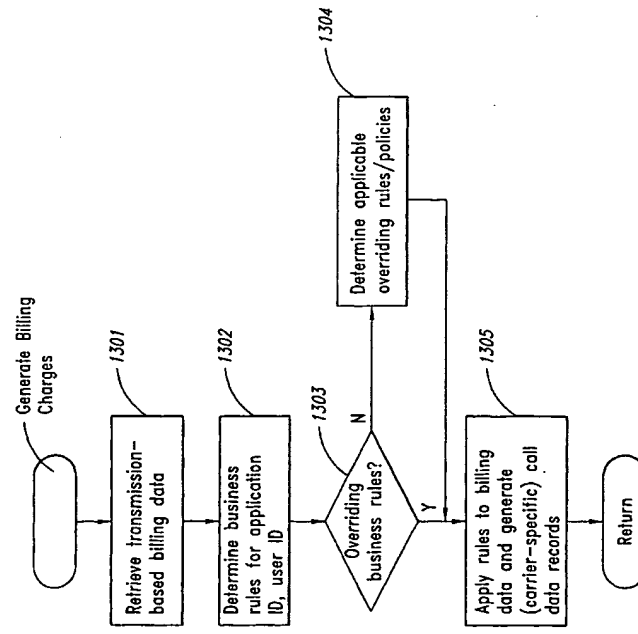 Generate Billing
Charges
1301
Retrieve transmission-
based billing data
1302
Determine business
rules for application
ID, user ID
1303
Overriding
business rules?
N
Y
1304
Determine applicable
overriding rules/policies
1305
Apply rules to billing
data and generate
(carrier-specific) call
data records
Return